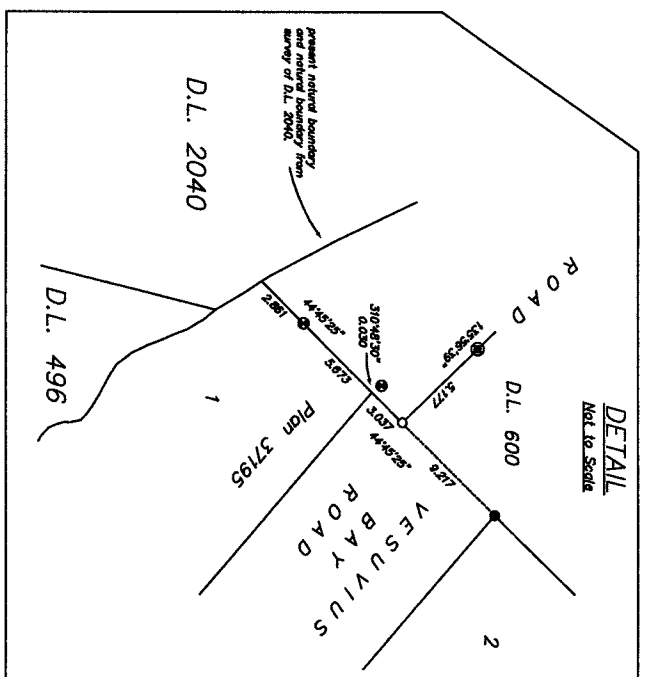 DETAIL
Not to Scale
present natural boundary
and natural boundary from
survey of D.L. 2040.
D.L. 2040
D.L. 496
ROAD
D.L. 600
135°56'39"
5.177
310°48'30"
0.030
44°45'25"
2.861
5.673
3.037
44°45'25"
9.217
1
Plan 37195
VESUVIUS
BAY
ROAD
2